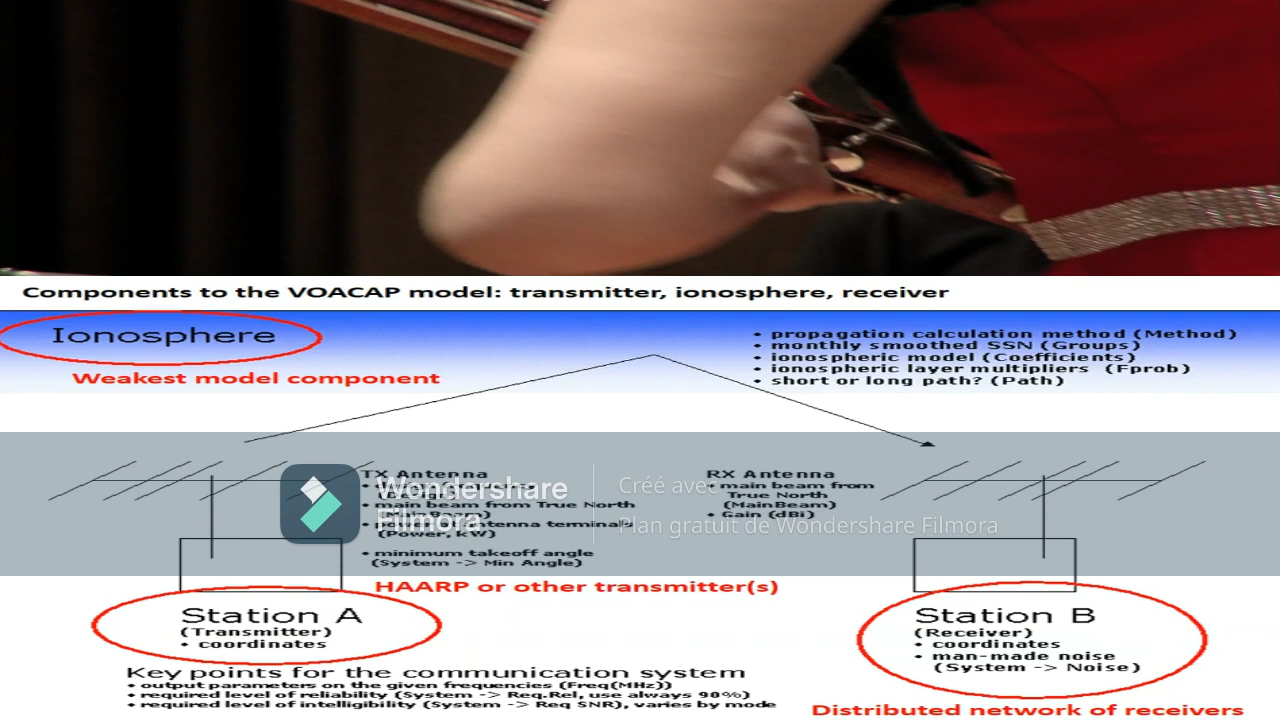 Components to the VOACAP model: transmitter, ionosphere, receiver
Ionosphere
Weakest model component
• propagation calculation method (Method)
• monthly smoothed SSN (Groups)
• ionospheric model (Coefficients)
• ionospheric layer multipliers (Fprob)
• short or long path? (Path)
TX Antenna
• main beam from True North
(MainBeam)
antenna terminals
(Power, kW)
• minimum takeoff angle
(System -> Min Angle)
RX Antenna
• main beam from
True North
(MainBeam)
• Gain (dBi)
Wondershare
Filmora
Créé avec
Plan gratuit de Wondershare Filmora
HAARP or other transmitter(s)
Station A
(Transmitter)
• coordinates
Station B
(Receiver)
• coordinates
• man-made noise
(System -> Noise)
Key points for the communication system
• output parameters on the given frequencies (Freq(MHz))
• required level of reliability (System -> Req.Rel, use always 90%)
• required level of intelligibility (System -> Req SNR), varies by mode
Distributed network of receivers